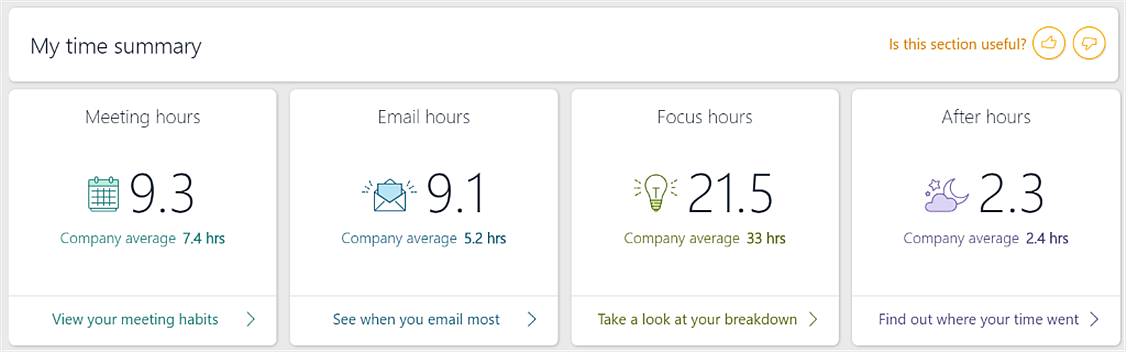 My time summary
Is this section useful?
Meeting hours
9.3
Company average 7.4 hrs
View your meeting habits
Email hours
9.1
Company average 5.2 hrs
See when you email most
Focus hours
21.5
Company average 33 hrs
Take a look at your breakdown
After hours
2.3
Company average 2.4 hrs
Find out where your time went